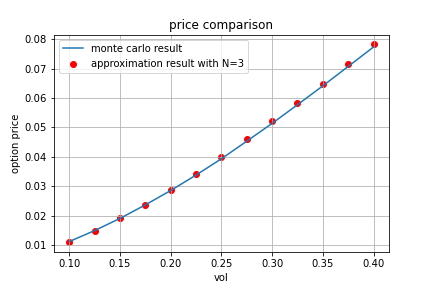 price comparison
monte carlo result
approximation result with N=3
option price
0.08
0.07
0.06
0.05
0.04
0.03
0.02
0.01
0.10 0.15 0.20 0.25 0.30 0.35 0.40
vol